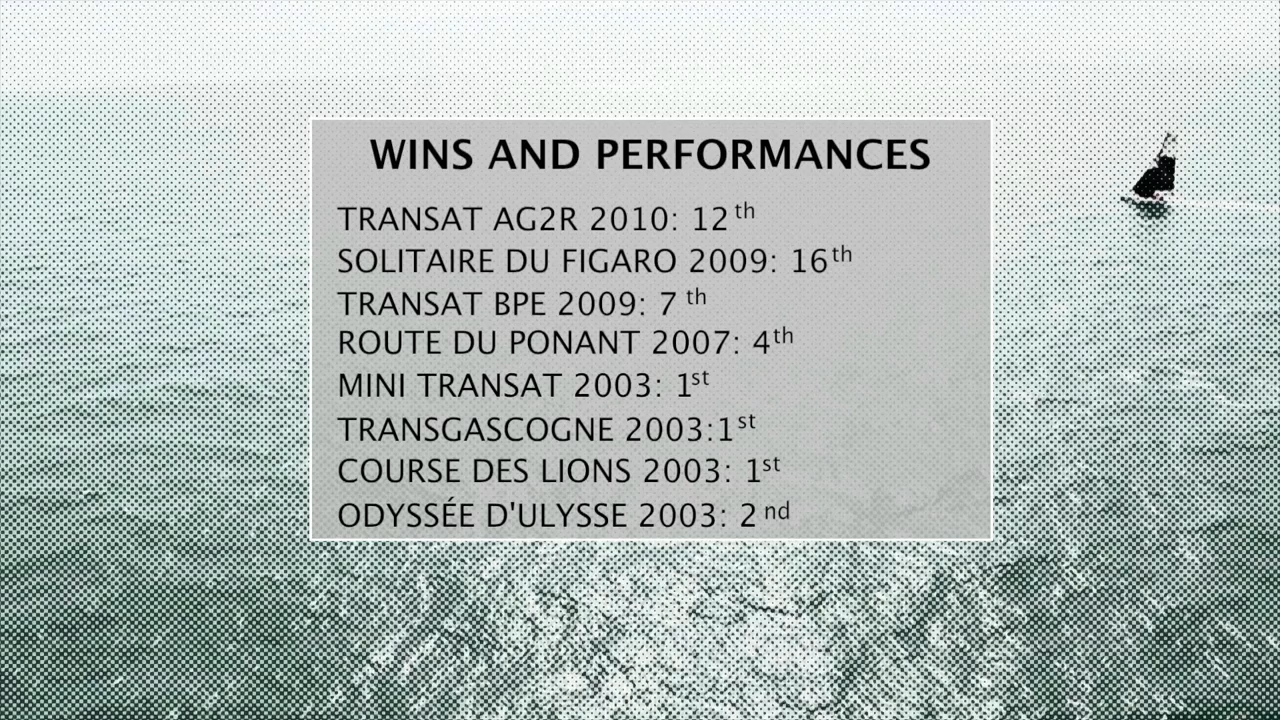 WINS AND PERFORMANCES
TRANSAT AG2R 2010: 12th
SOLITAIRE DU FIGARO 2009: 16th
TRANSAT BPE 2009: 7 th
ROUTE DU PONANT 2007: 4th
MINI TRANSAT 2003: 1st
TRANSGASCOGNE 2003:1st
COURSE DES LIONS 2003: 1st
ODYSSÉE D'ULYSSE 2003: 2 nd